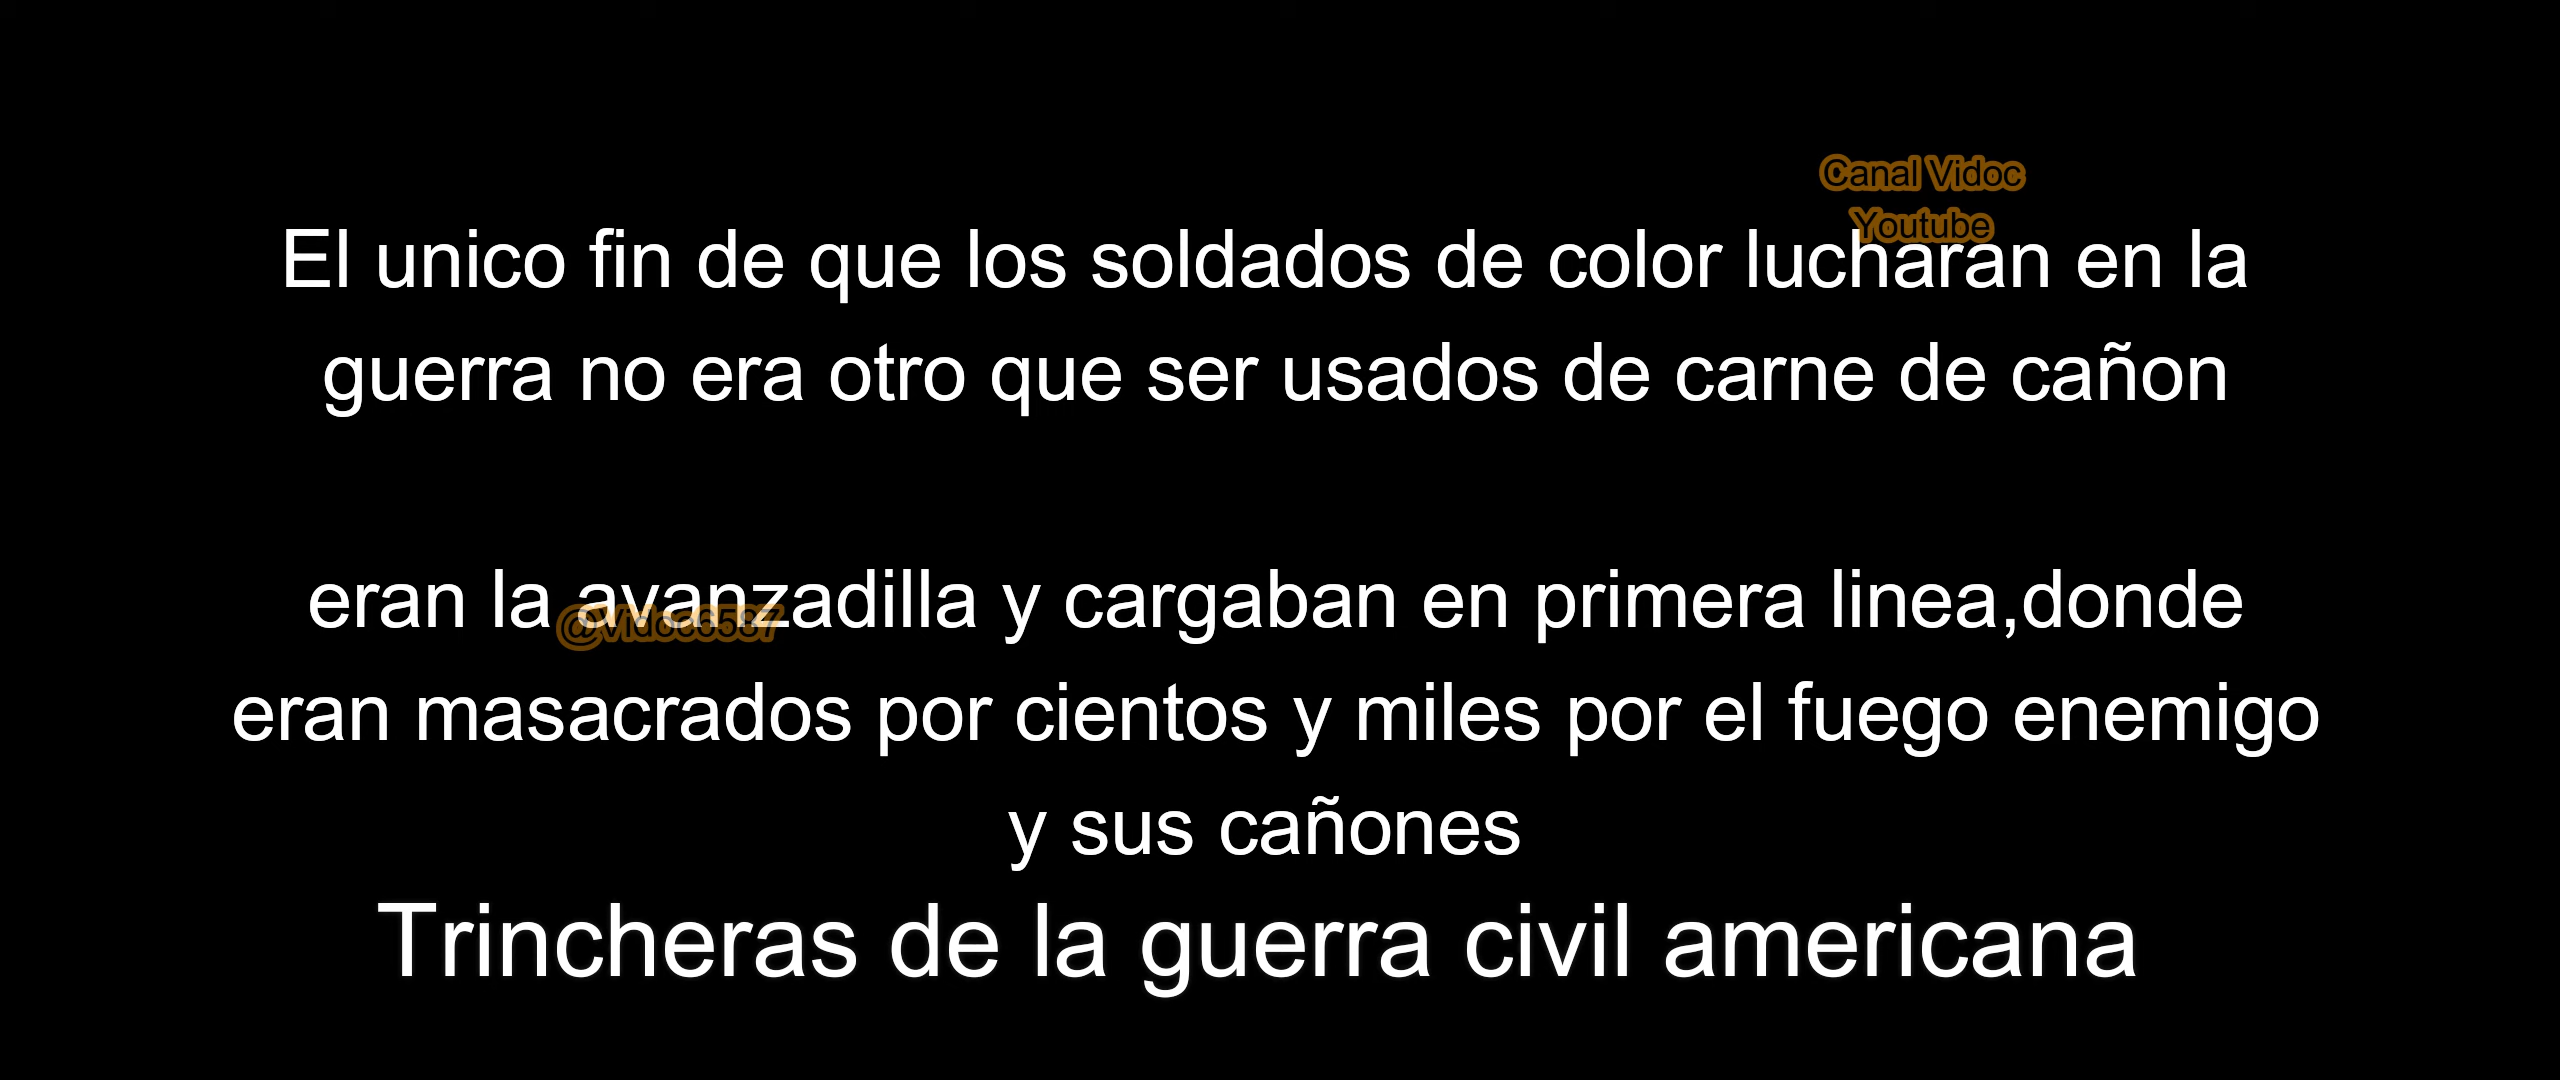 Canal Vidoc
Youtube
El unico fin de que los soldados de color lucharan en la
guerra no era otro que ser usados de carne de cañon
eran la avanzadilla y cargaban en primera linea,donde
@Vidoc6587
eran masacrados por cientos y miles por el fuego enemigo
y sus cañones
Trincheras de la guerra civil americana